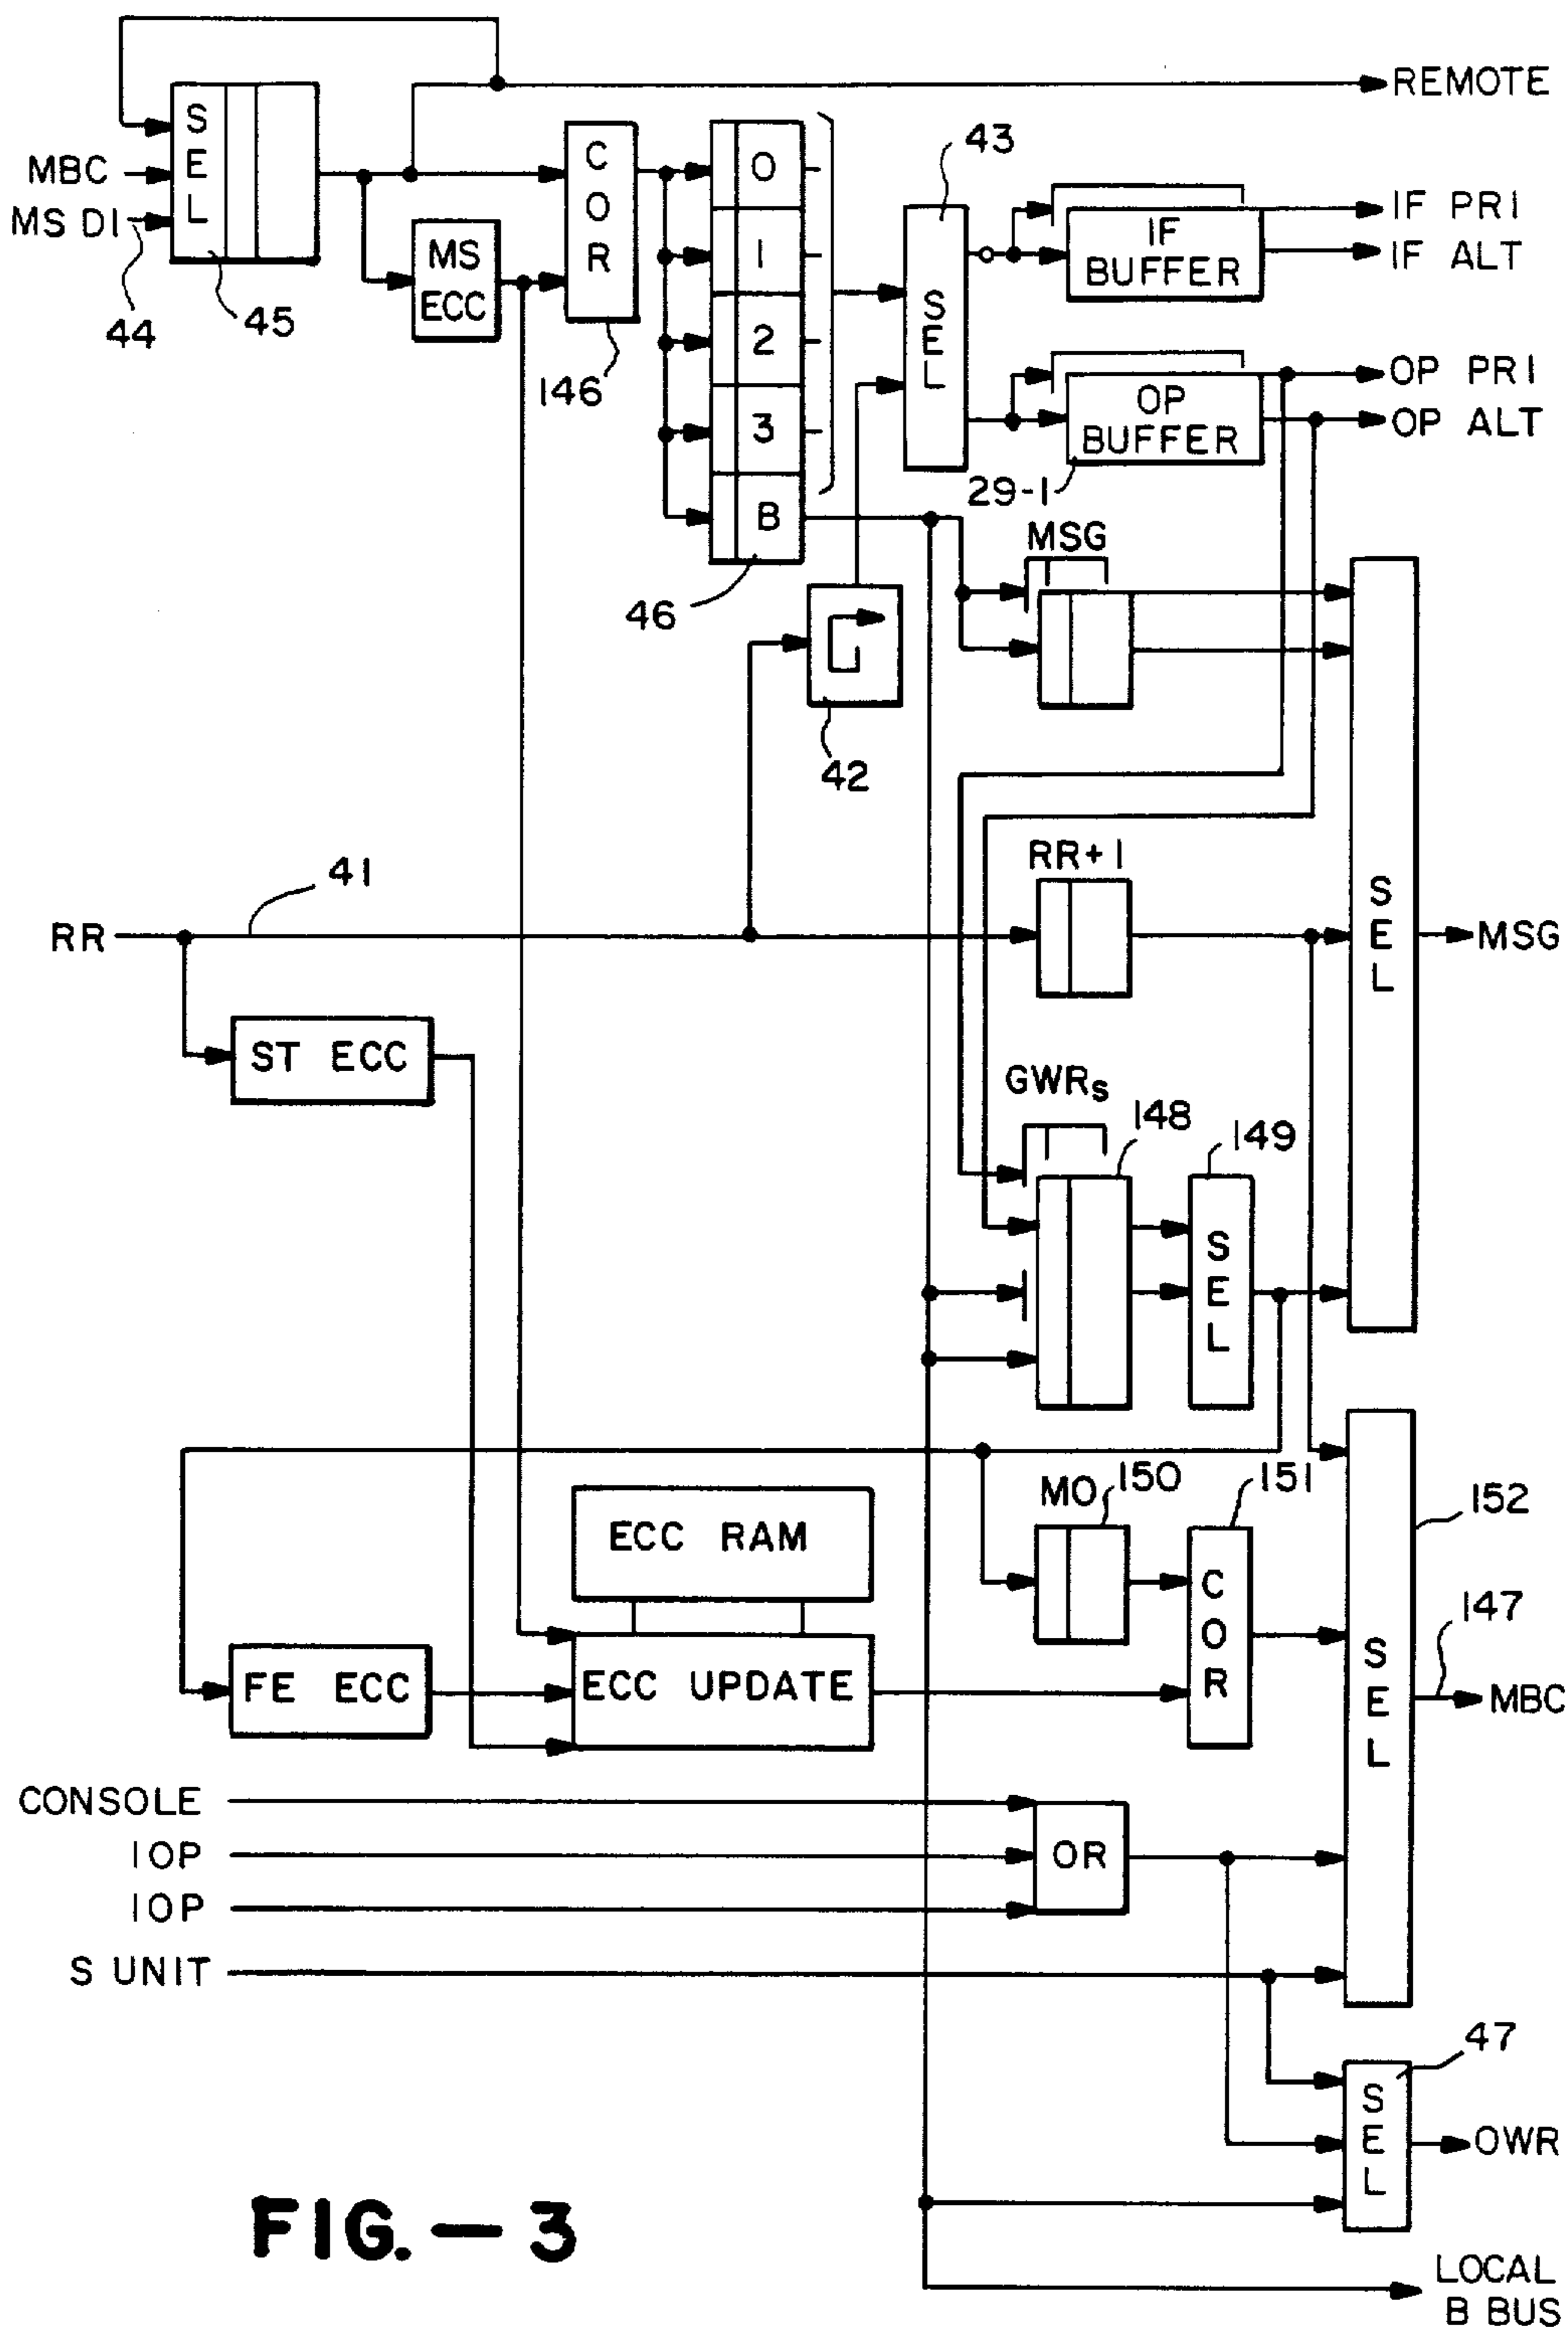 REMOTE
SEL
MBC
MS DI
44
45
MS
ECC
COR
146
0
1
2
3
B
46
43
SEL
IF
BUFFER
IF PRI
IF ALT
OP
BUFFER
29-1
OP PRI
OP ALT
MSG
42
41
RR
RR+1
SEL
MSG
ST ECC
GWRs
148
149
SEL
ECC RAM
MO
150
151
COR
152
147
SEL
MBC
FE ECC
ECC UPDATE
CONSOLE
IOP
IOP
OR
S UNIT
47
SEL
OWR
LOCAL
B BUS
FIG.-3